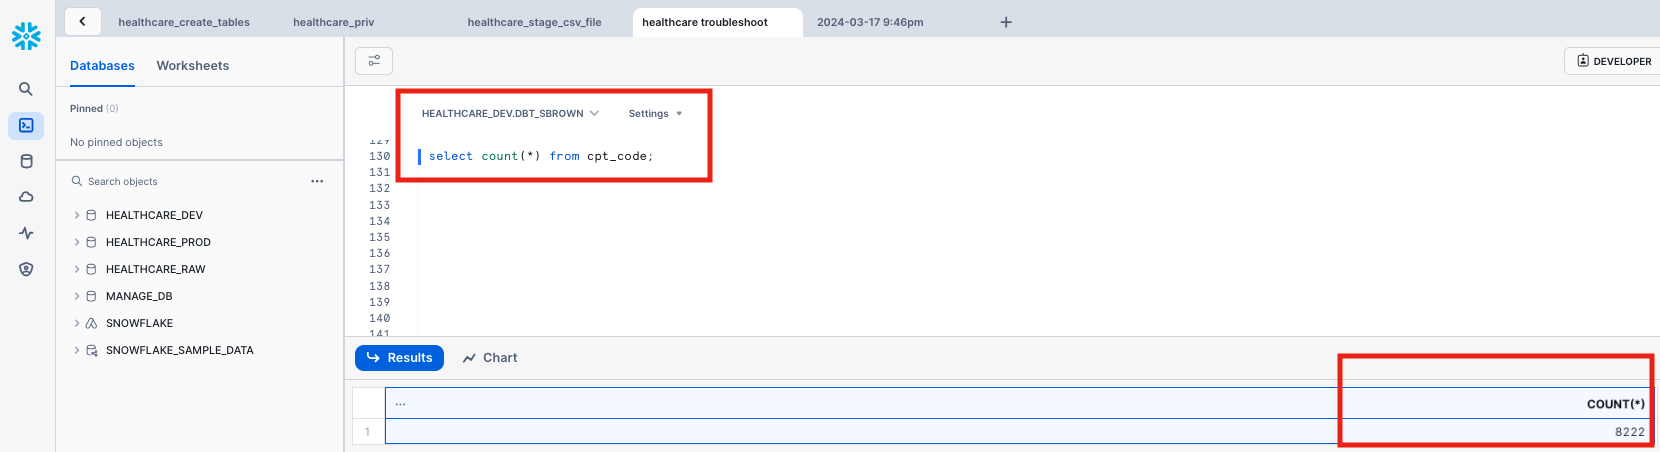 healthcare_create_tables healthcare_priv healthcare_stage_csv_file healthcare troubleshoot 2024-03-17 9:46pm
Databases Worksheets
DEVELOPER
Pinned (0)
No pinned objects
Search objects
HEALTHCARE_DEV
HEALTHCARE_PROD
HEALTHCARE_RAW
MANAGE_DB
SNOWFLAKE
SNOWFLAKE_SAMPLE_DATA
HEALTHCARE_DEV.DBT_SBROWN Settings
129
130 select count(*) from cpt_code;
131
132
133
134
135
136
137
138
139
140
141
Results Chart
... COUNT(*)
1 8222